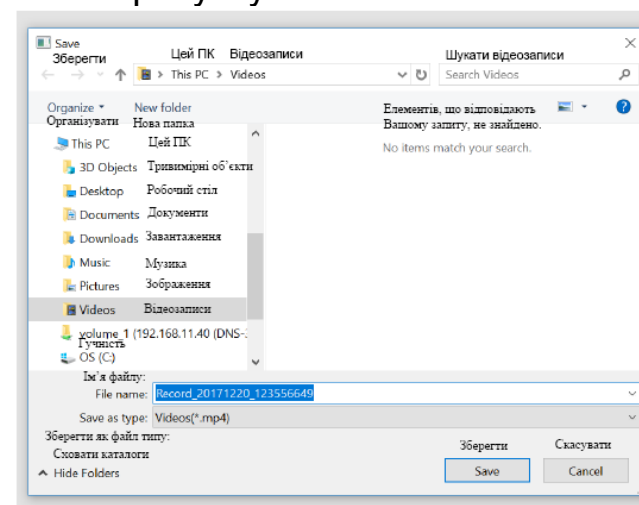 Save
Зберегти
Цей ПК Відеозаписи
Шукати відеозаписи
This PC > Videos
Search Videos
Organize New folder
Організувати Нова папка
Елементів, що відповідають
Вашому запиту, не знайдено.
No items match your search.
This PC Цей ПК
3D Objects Тривимірні об’єкти
Desktop Робочий стіл
Documents Документи
Downloads Завантаження
Music Музика
Pictures Зображення
Videos Відеозаписи
volume_1 (192.168.11.40 (DNS-
Гучність
OS (C:)
Ім’я файлу:
File name: Record_20171220_123556649
Save as type: Videos(*.mp4)
Зберегти як файл типу:
Сховати каталоги
Зберегти Скасувати
Hide Folders
Save Cancel